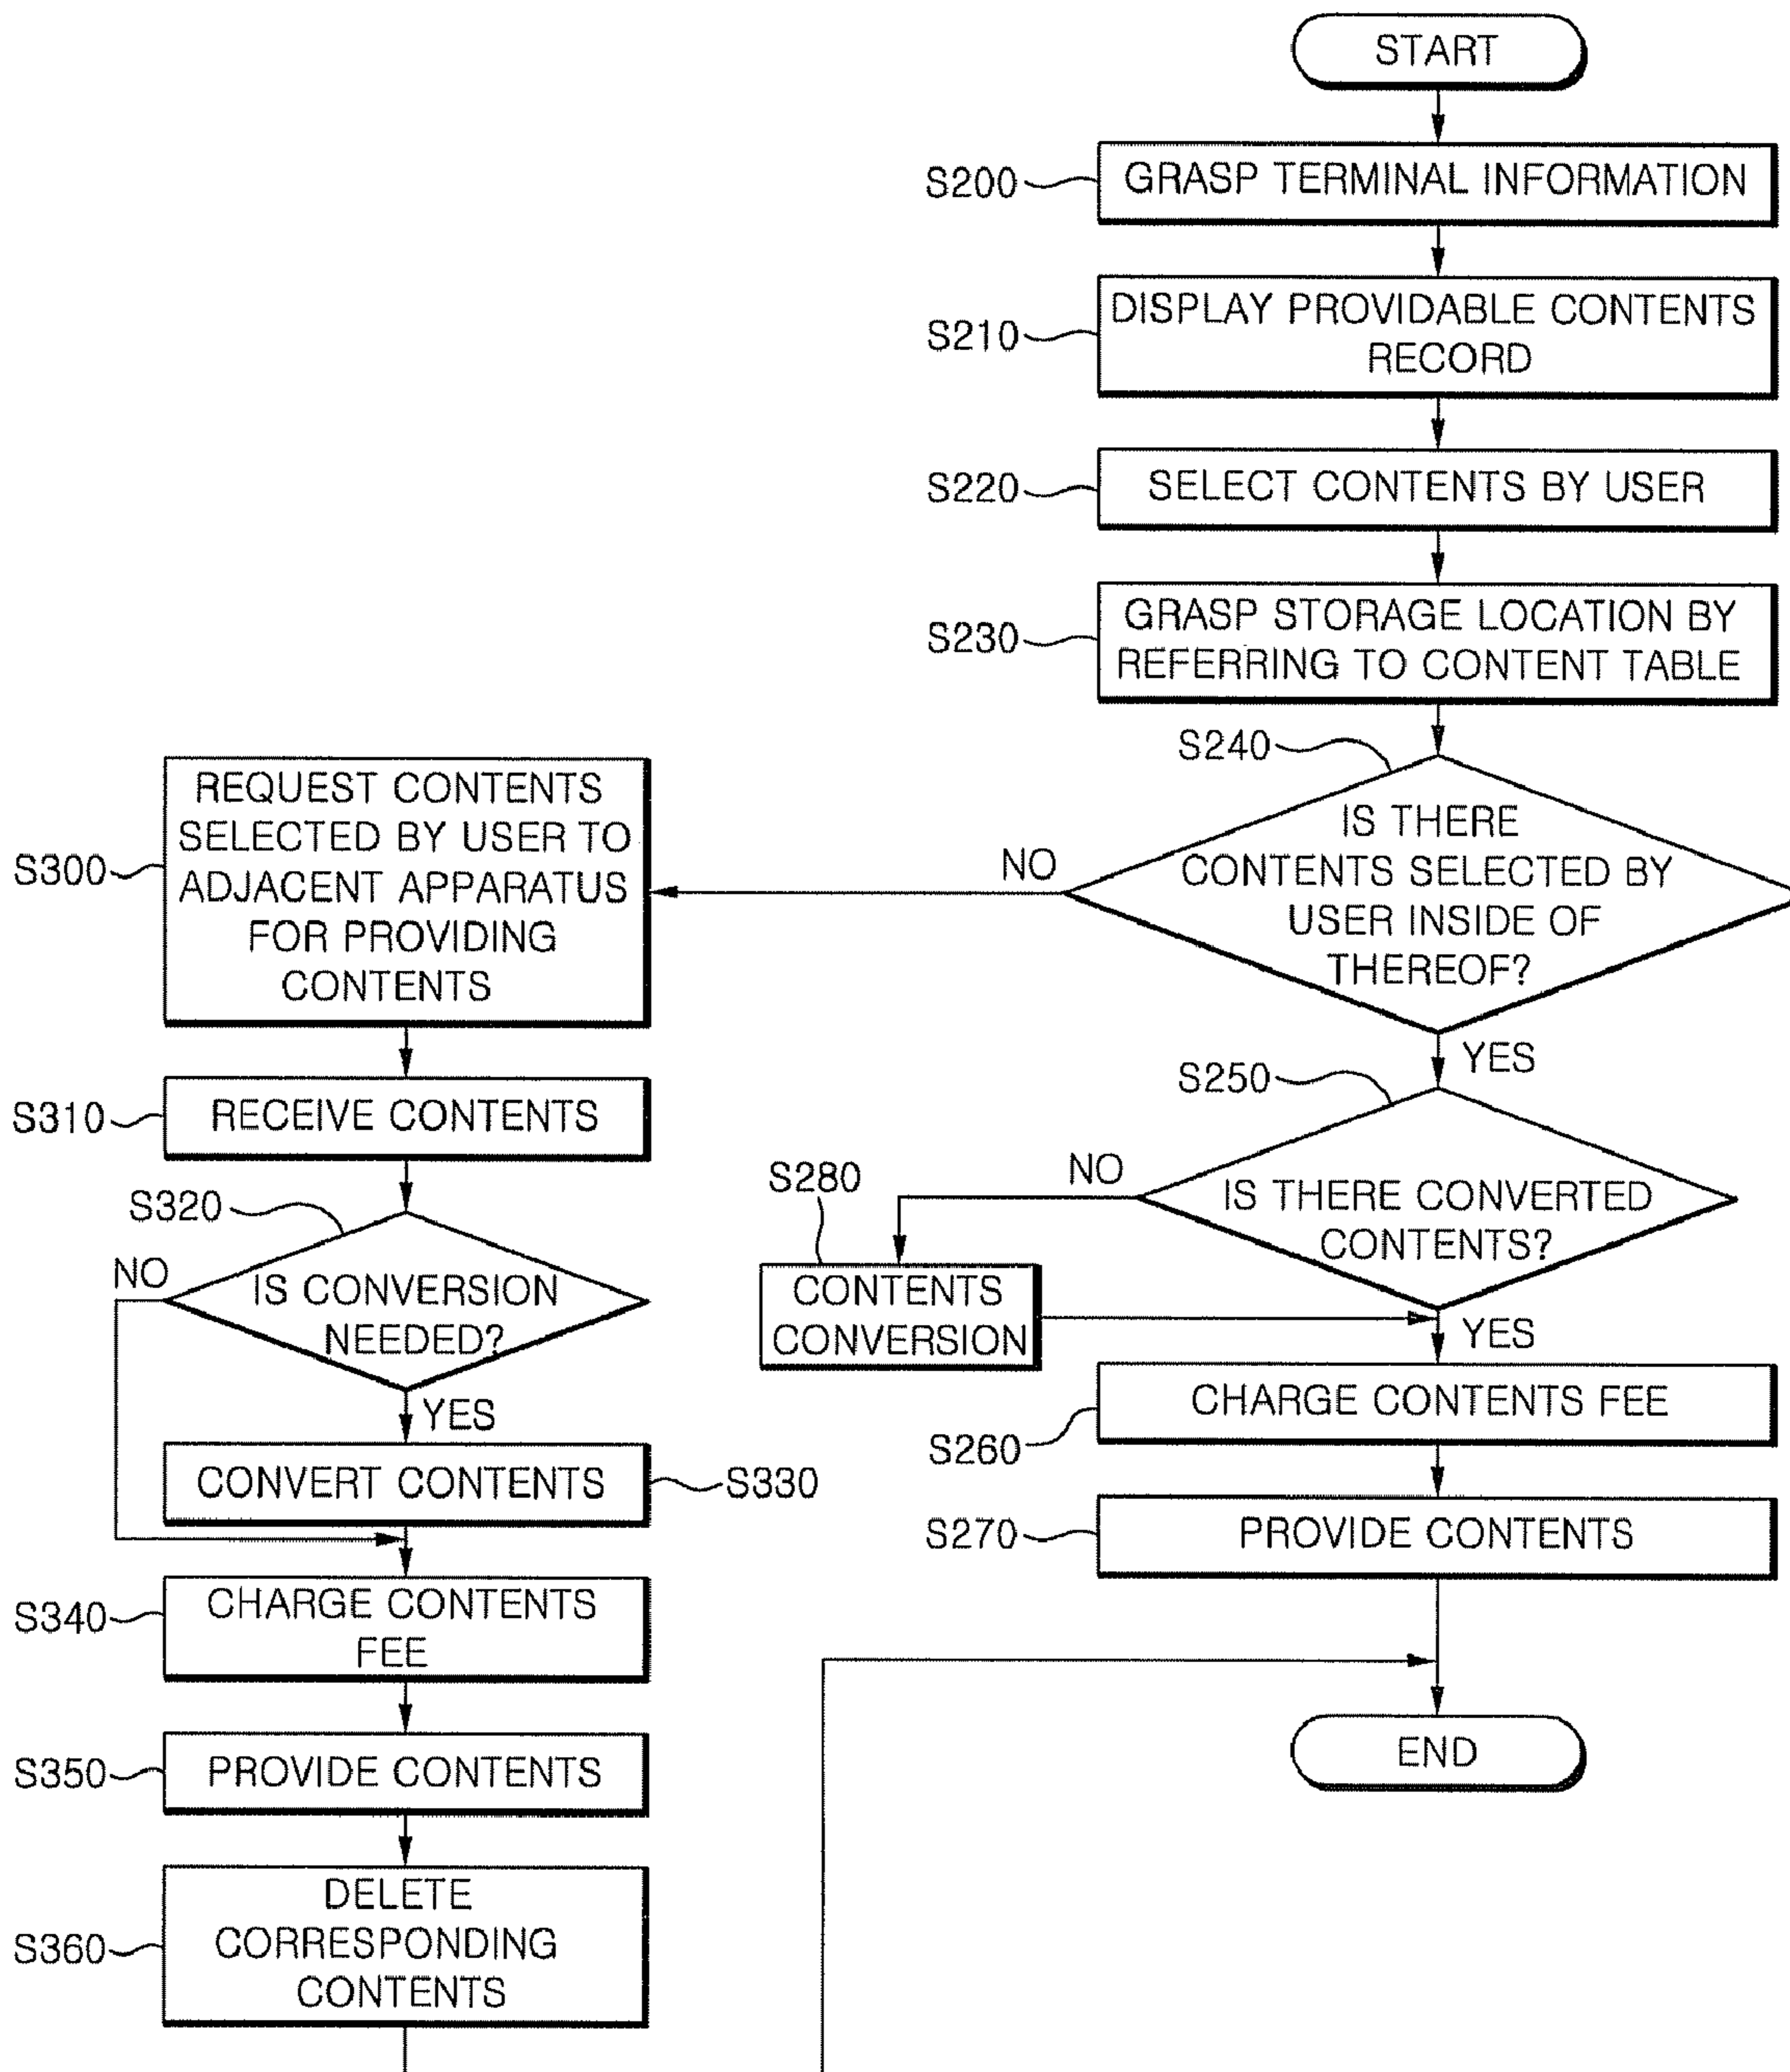 START
S200
GRASP TERMINAL INFORMATION
S210
DISPLAY PROVIDABLE CONTENTS
RECORD
S220
SELECT CONTENTS BY USER
S230
GRASP STORAGE LOCATION BY
REFERRING TO CONTENT TABLE
S240
IS THERE
CONTENTS SELECTED BY
USER INSIDE OF
THEREOF?
NO
YES
S250
IS THERE CONVERTED
CONTENTS?
NO
YES
S280
CONTENTS
CONVERSION
S260
CHARGE CONTENTS FEE
S270
PROVIDE CONTENTS
END
S300
REQUEST CONTENTS
SELECTED BY USER TO
ADJACENT APPARATUS
FOR PROVIDING
CONTENTS
S310
RECEIVE CONTENTS
S320
IS CONVERSION
NEEDED?
NO
YES
CONVERT CONTENTS
S330
S340
CHARGE CONTENTS
FEE
S350
PROVIDE CONTENTS
S360
DELETE
CORRESPONDING
CONTENTS